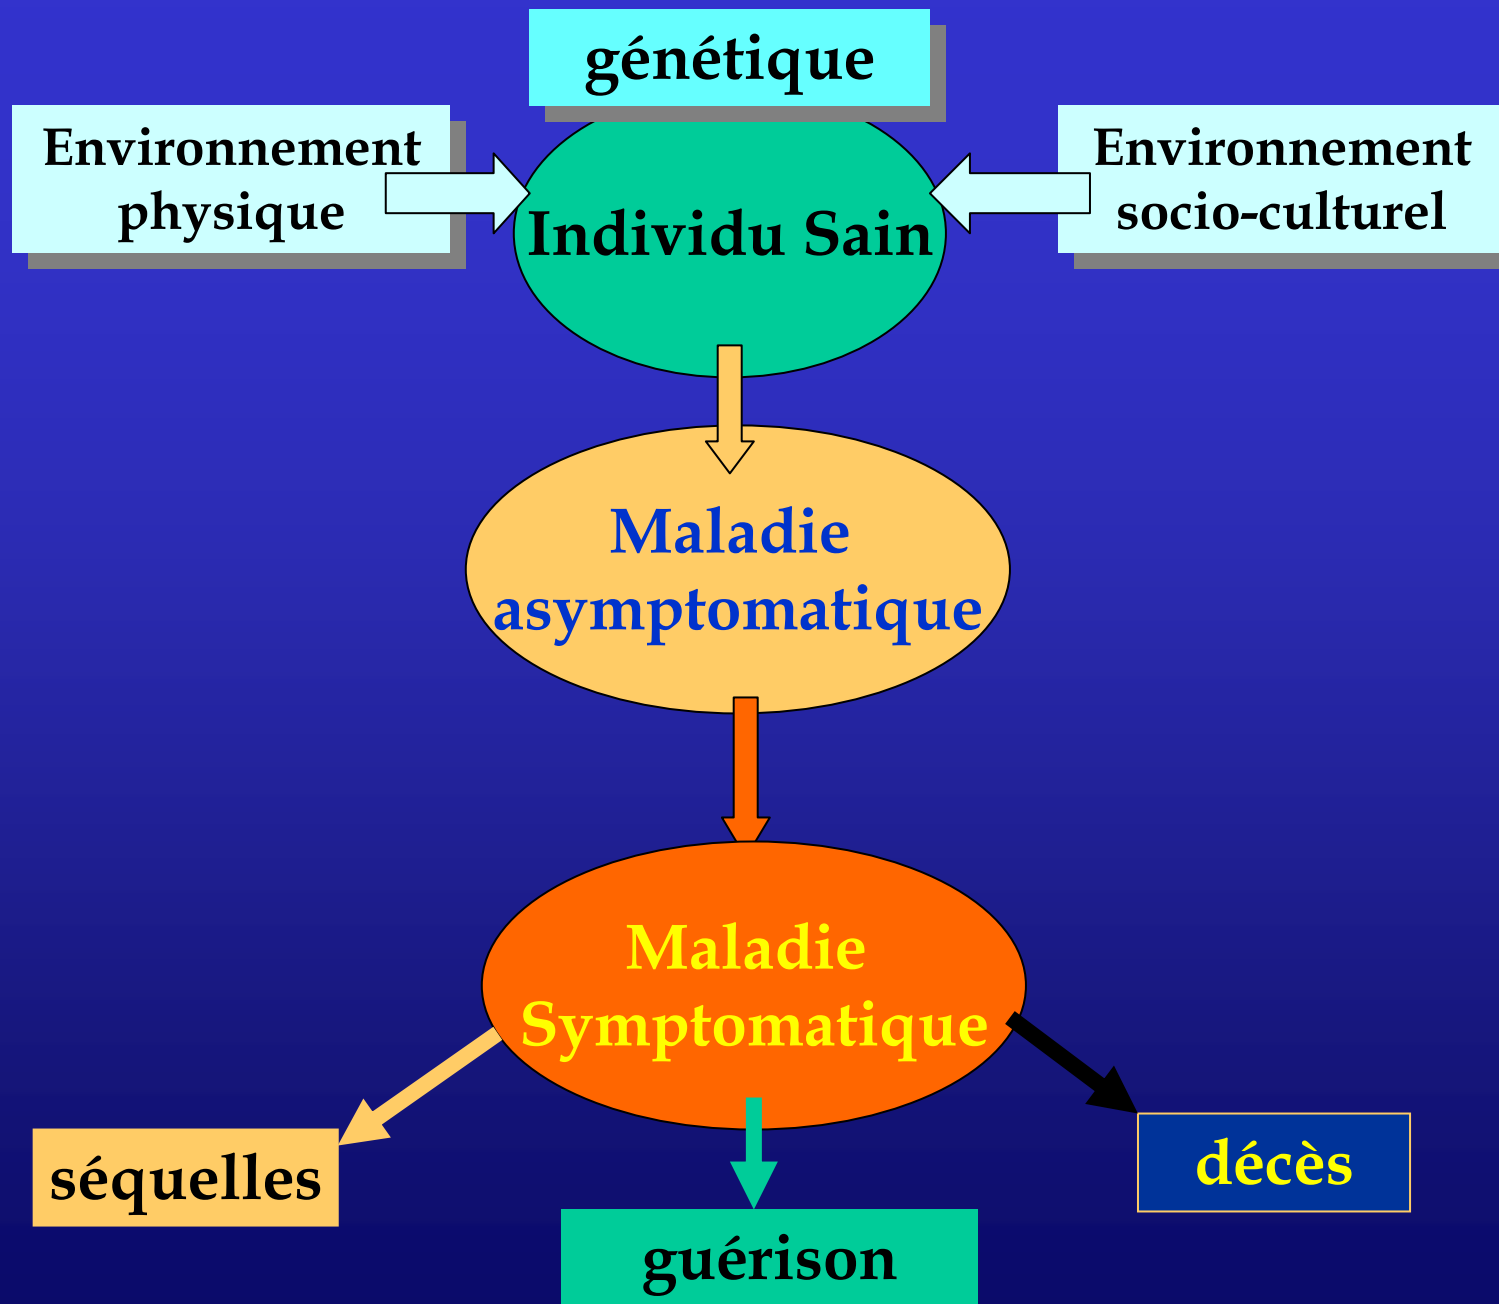 génétique
Environnement
physique
Environnement
socio-culturel
Individu Sain
Maladie
asymptomatique
Maladie
Symptomatique
séquelles
décès
guérison